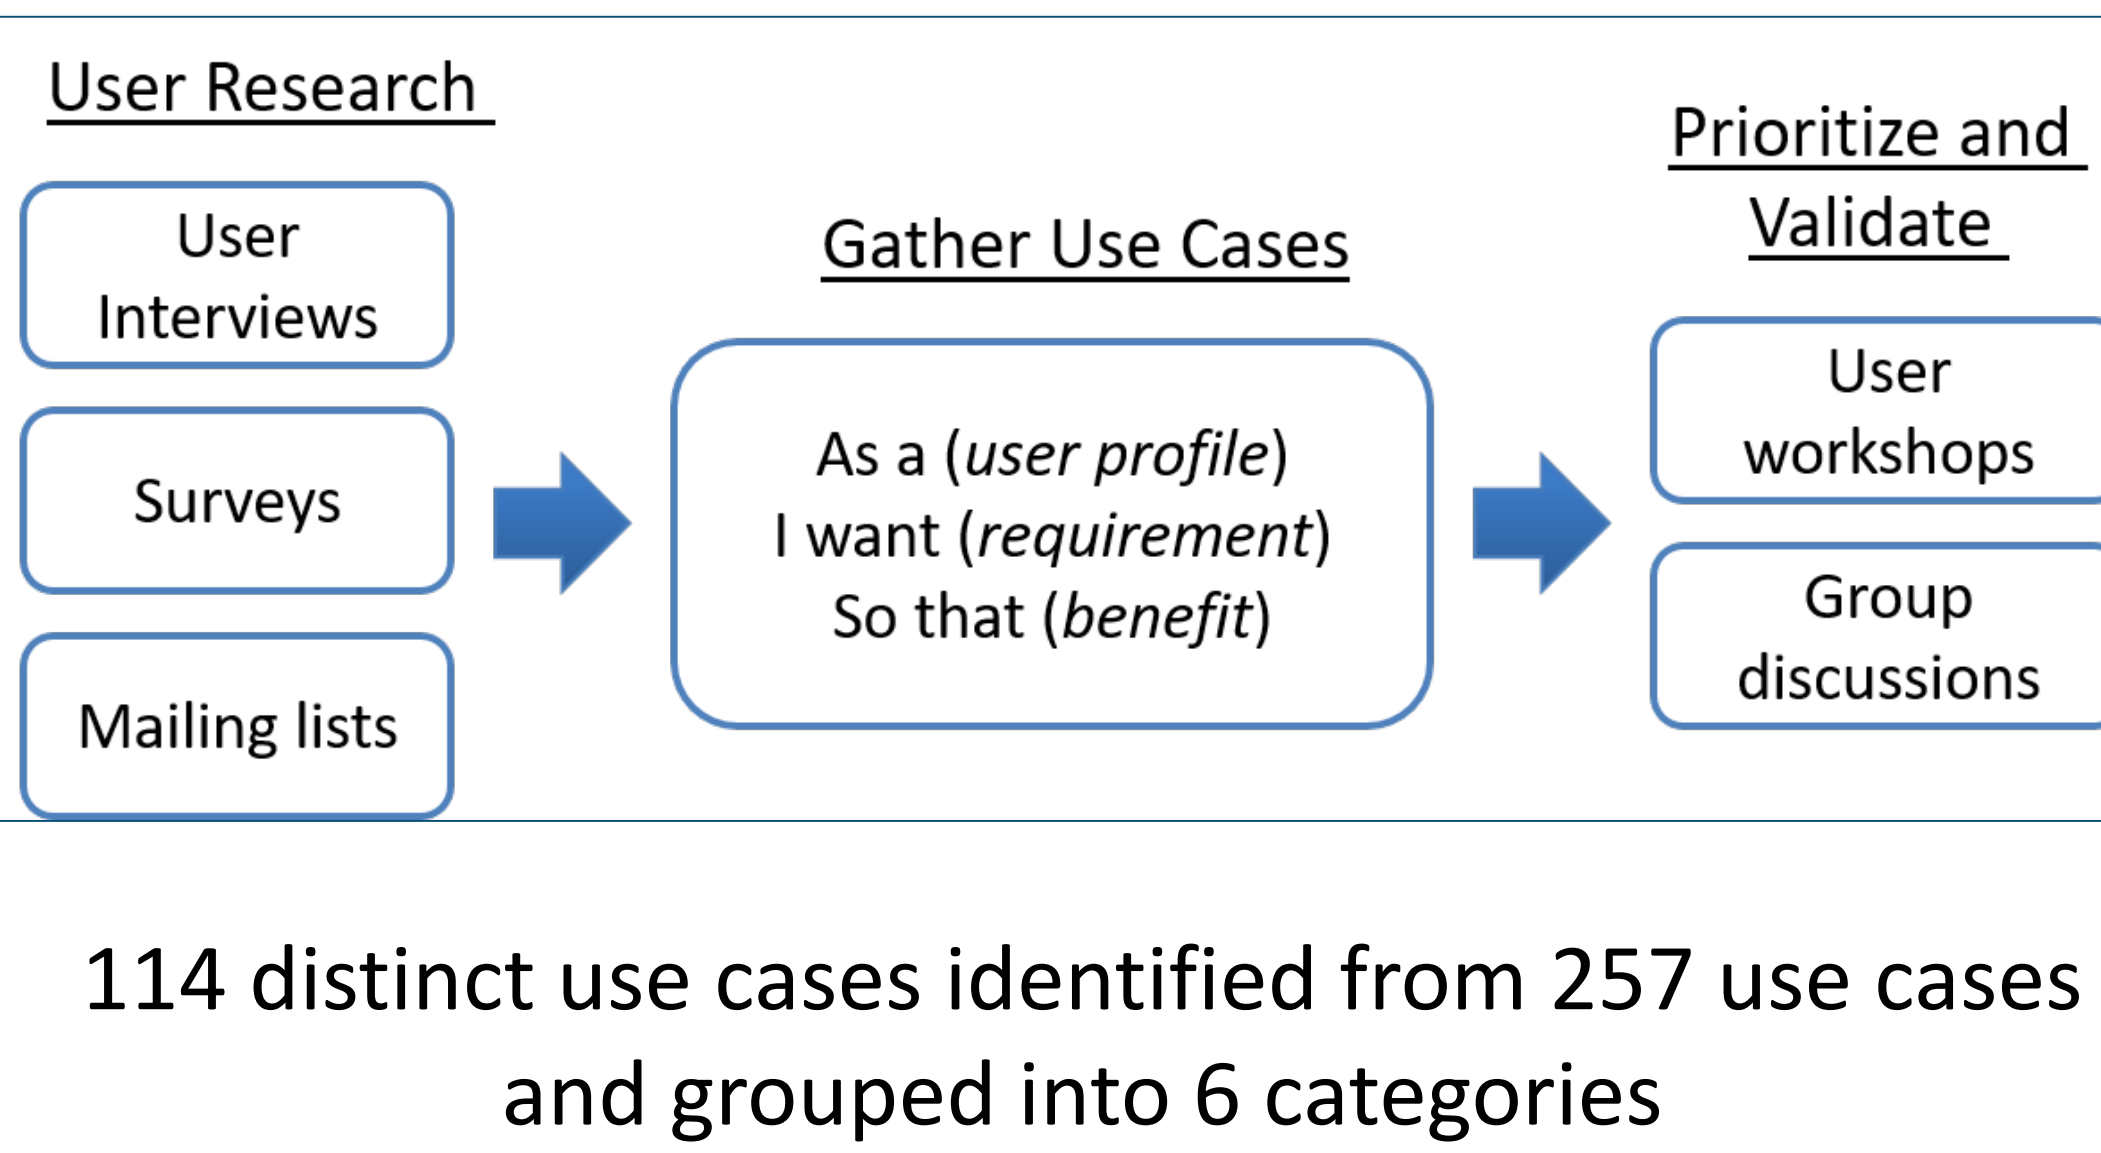 User Research
User
Interviews
Surveys
Mailing lists
Gather Use Cases
As a (user profile)
I want (requirement)
So that (benefit)
Prioritize and
Validate
User
workshops
Group
discussions
114 distinct use cases identified from 257 use cases
and grouped into 6 categories